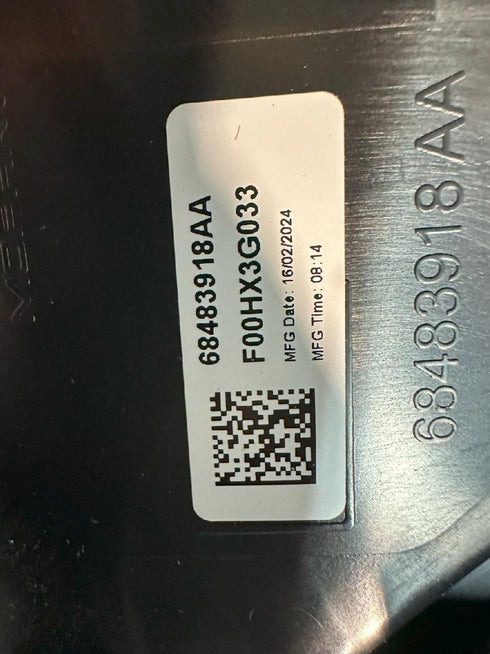 68483918AA
F00HX3G033
MFG Date: 16/02/2024
MFG Time: 08:14
68483918 AA